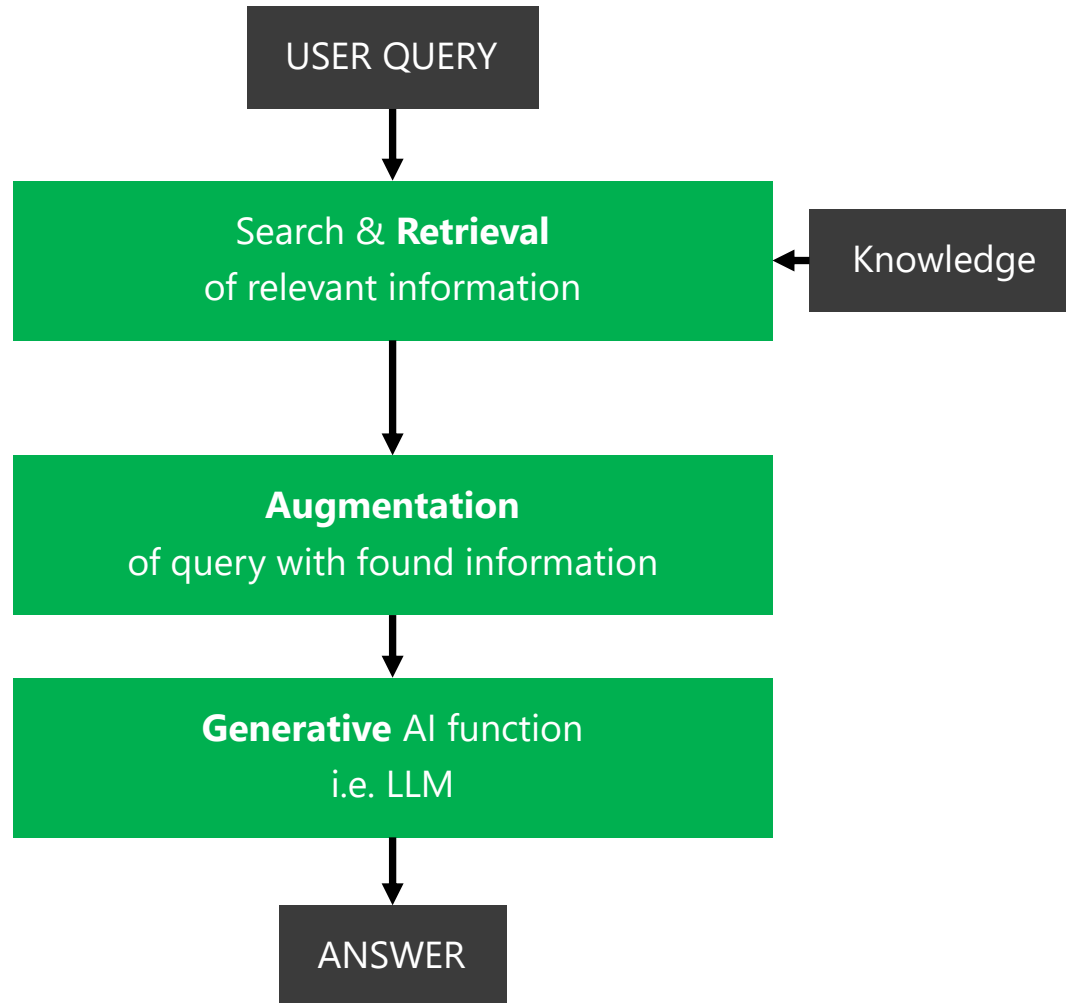 USER QUERY
Search & Retrieval
of relevant information
Knowledge
Augmentation
of query with found information
Generative AI function
i.e. LLM
ANSWER